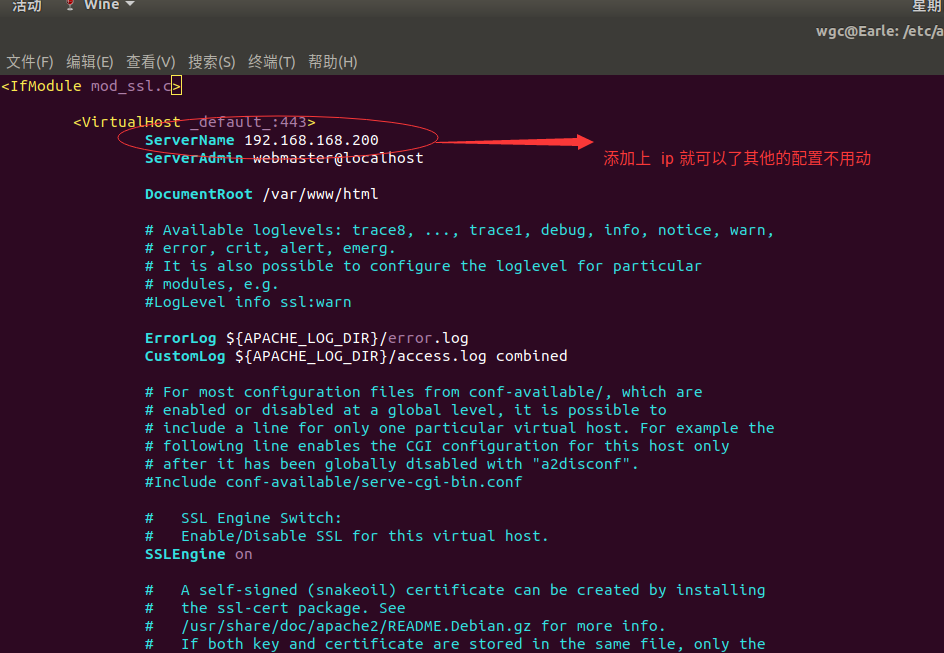 活动 Wine 星期
wgc@Earle: /etc/a
文件(F) 编辑(E) 查看(V) 搜索(S) 终端(T) 帮助(H)
<IfModule mod_ssl.c>
<VirtualHost _default_:443>
ServerName 192.168.168.200
ServerAdmin webmaster@localhost
添加上 ip 就可以了其他的配置不用动
DocumentRoot /var/www/html
# Available loglevels: trace8, ..., trace1, debug, info, notice, warn,
# error, crit, alert, emerg.
# It is also possible to configure the loglevel for particular
# modules, e.g.
#LogLevel info ssl:warn
ErrorLog ${APACHE_LOG_DIR}/error.log
CustomLog ${APACHE_LOG_DIR}/access.log combined
# For most configuration files from conf-available/, which are
# enabled or disabled at a global level, it is possible to
# include a line for only one particular virtual host. For example the
# following line enables the CGI configuration for this host only
# after it has been globally disabled with "a2disconf".
#Include conf-available/serve-cgi-bin.conf
#   SSL Engine Switch:
#   Enable/Disable SSL for this virtual host.
SSLEngine on
#   A self-signed (snakeoil) certificate can be created by installing
#   the ssl-cert package. See
#   /usr/share/doc/apache2/README.Debian.gz for more info.
#   If both key and certificate are stored in the same file, only the